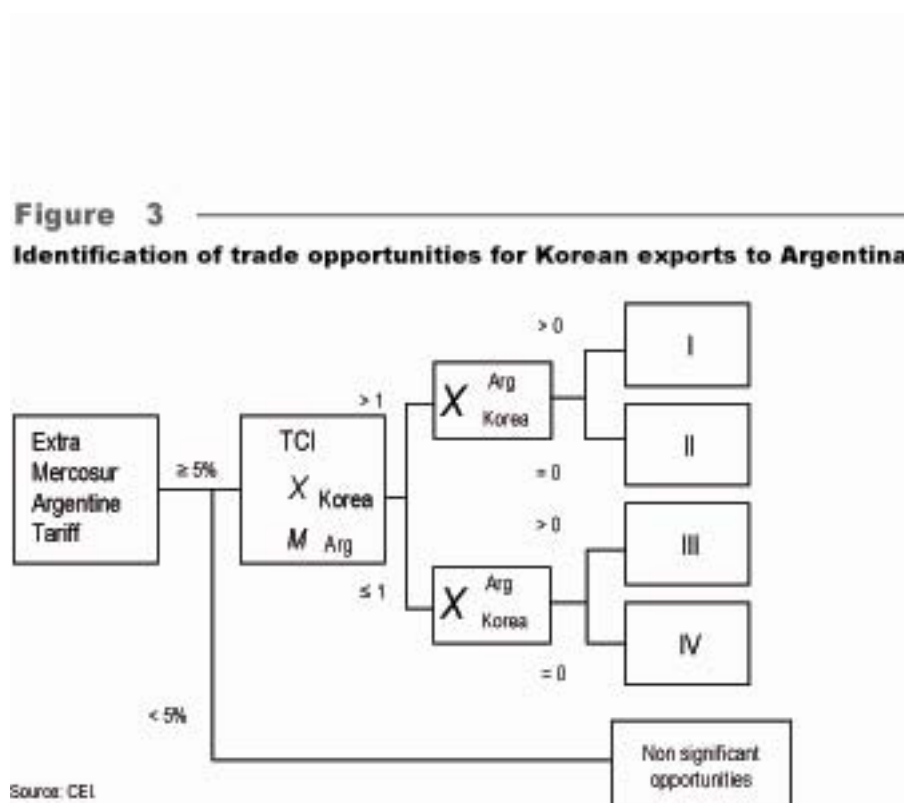 Figure 3
Identification of trade opportunities for Korean exports to Argentina
> 0
I
Arg
X Korea
> 1
II
= 0
Extra
Mercosur
Argentine
Tariff
≥ 5%
TCI
X Korea
M Arg
> 0
III
≤ 1
Arg
X Korea
IV
= 0
< 5%
Non significant
opportunities
Source: CEI.